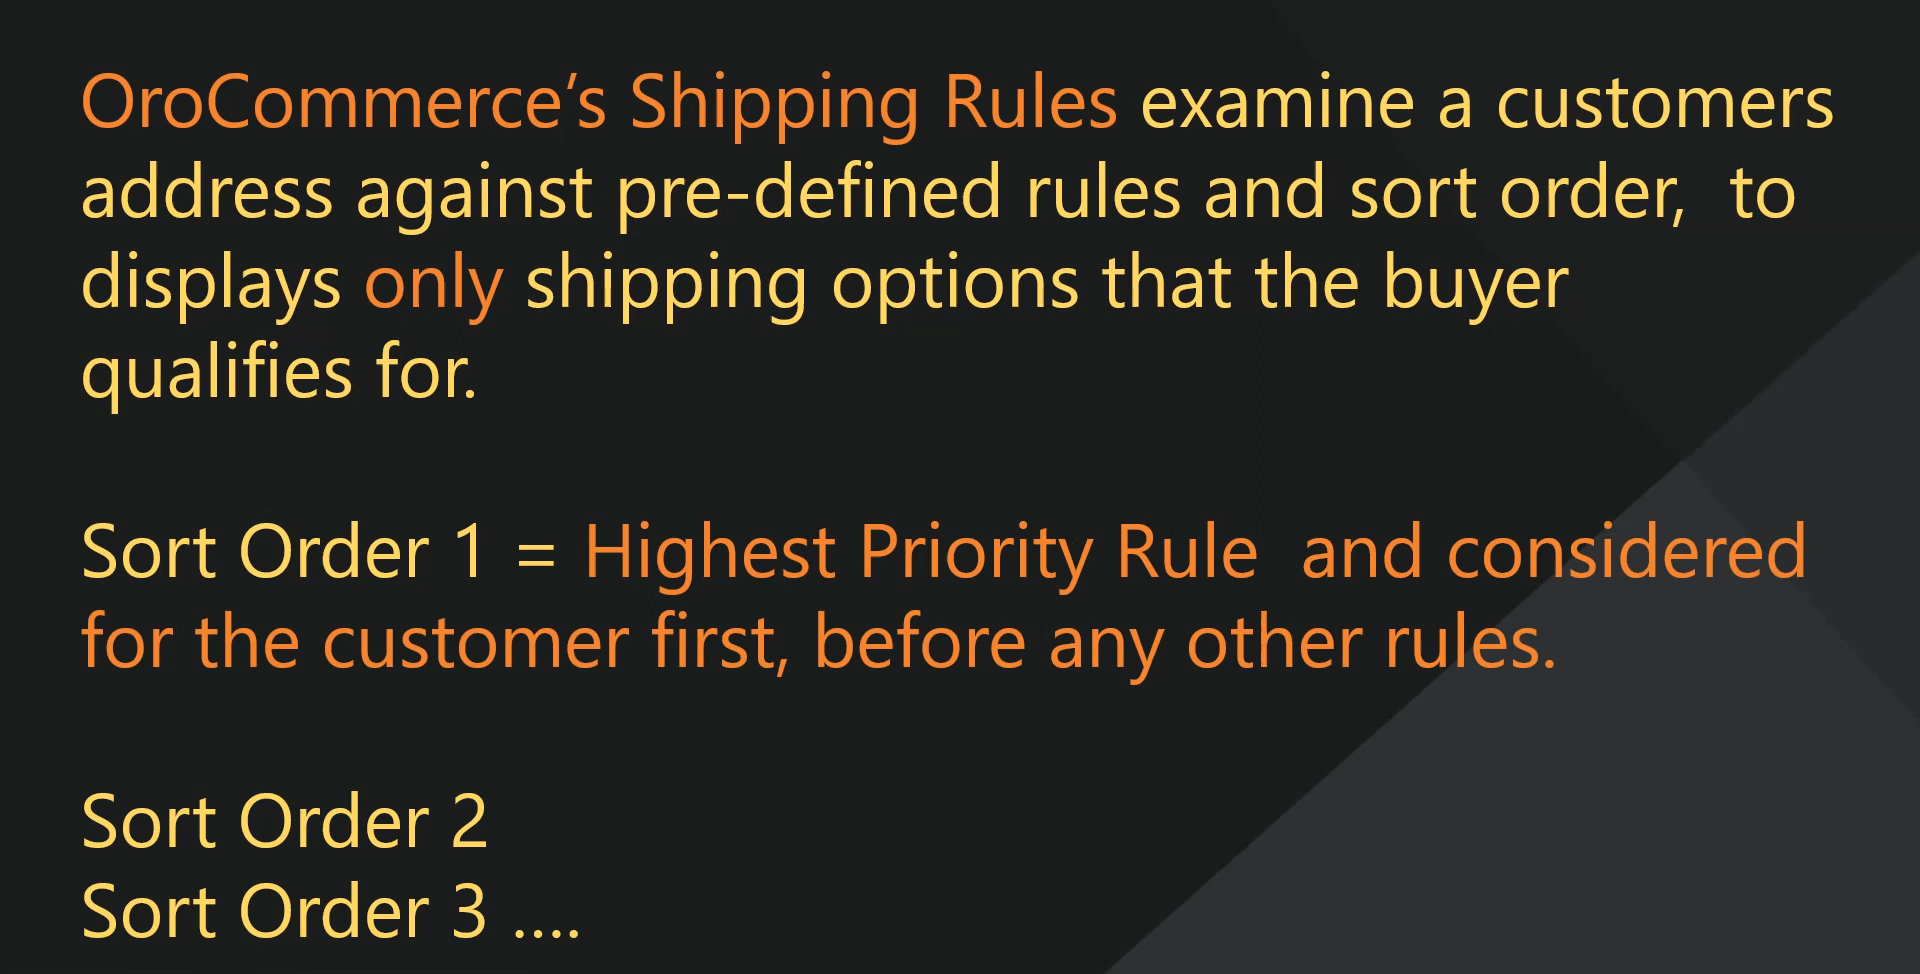 OroCommerce’s Shipping Rules examine a customers
address against pre-defined rules and sort order,  to
displays only shipping options that the buyer
qualifies for.
Sort Order 1 = Highest Priority Rule  and considered
for the customer first, before any other rules.
Sort Order 2
Sort Order 3 ....